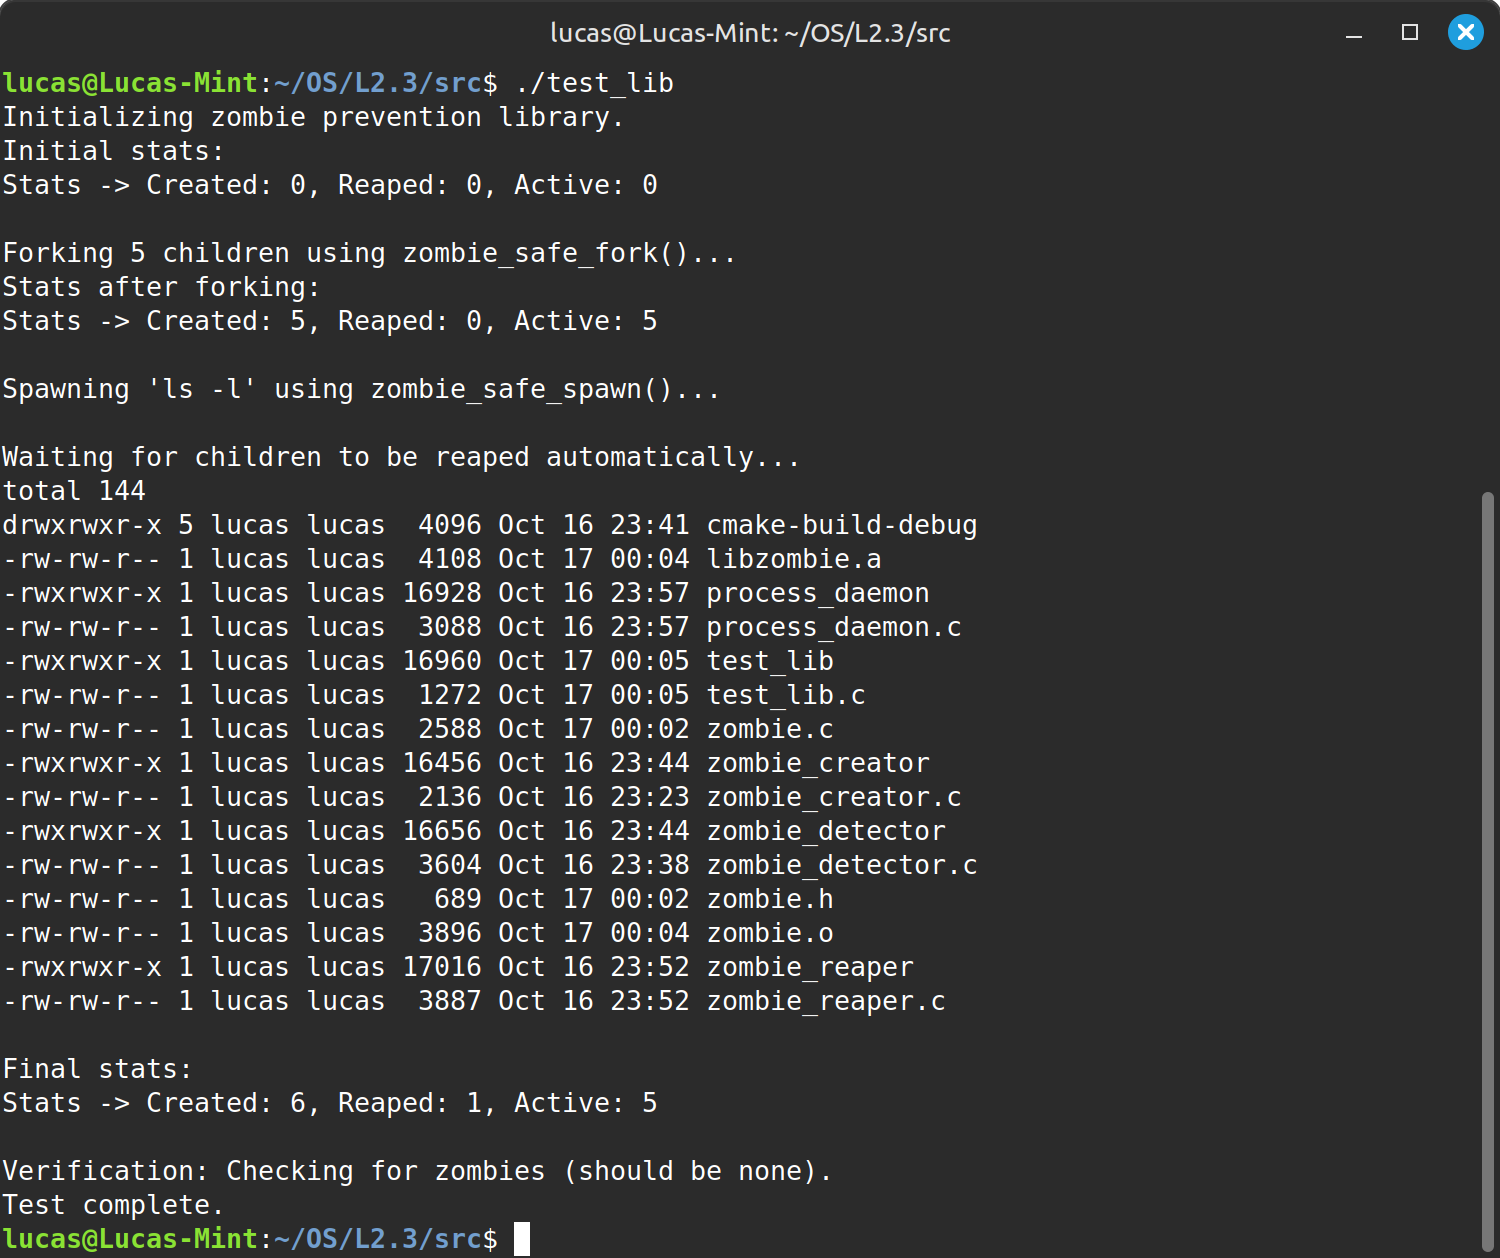 lucas@Lucas-Mint: ~/OS/L2.3/src
lucas@Lucas-Mint:~/OS/L2.3/src$ ./test_lib
Initializing zombie prevention library.
Initial stats:
Stats -> Created: 0, Reaped: 0, Active: 0
Forking 5 children using zombie_safe_fork()...
Stats after forking:
Stats -> Created: 5, Reaped: 0, Active: 5
Spawning 'ls -l' using zombie_safe_spawn()...
Waiting for children to be reaped automatically...
total 144
drwxrwxr-x 5 lucas lucas  4096 Oct 16 23:41 cmake-build-debug
-rw-rw-r-- 1 lucas lucas  4108 Oct 17 00:04 libzombie.a
-rwxrwxr-x 1 lucas lucas 16928 Oct 16 23:57 process_daemon
-rw-rw-r-- 1 lucas lucas  3088 Oct 16 23:57 process_daemon.c
-rwxrwxr-x 1 lucas lucas 16960 Oct 17 00:05 test_lib
-rw-rw-r-- 1 lucas lucas  1272 Oct 17 00:05 test_lib.c
-rw-rw-r-- 1 lucas lucas  2588 Oct 17 00:02 zombie.c
-rwxrwxr-x 1 lucas lucas 16456 Oct 16 23:44 zombie_creator
-rw-rw-r-- 1 lucas lucas  2136 Oct 16 23:23 zombie_creator.c
-rwxrwxr-x 1 lucas lucas 16656 Oct 16 23:44 zombie_detector
-rw-rw-r-- 1 lucas lucas  3604 Oct 16 23:38 zombie_detector.c
-rw-rw-r-- 1 lucas lucas   689 Oct 17 00:02 zombie.h
-rw-rw-r-- 1 lucas lucas  3896 Oct 17 00:04 zombie.o
-rwxrwxr-x 1 lucas lucas 17016 Oct 16 23:52 zombie_reaper
-rw-rw-r-- 1 lucas lucas  3887 Oct 16 23:52 zombie_reaper.c
Final stats:
Stats -> Created: 6, Reaped: 1, Active: 5
Verification: Checking for zombies (should be none).
Test complete.
lucas@Lucas-Mint:~/OS/L2.3/src$